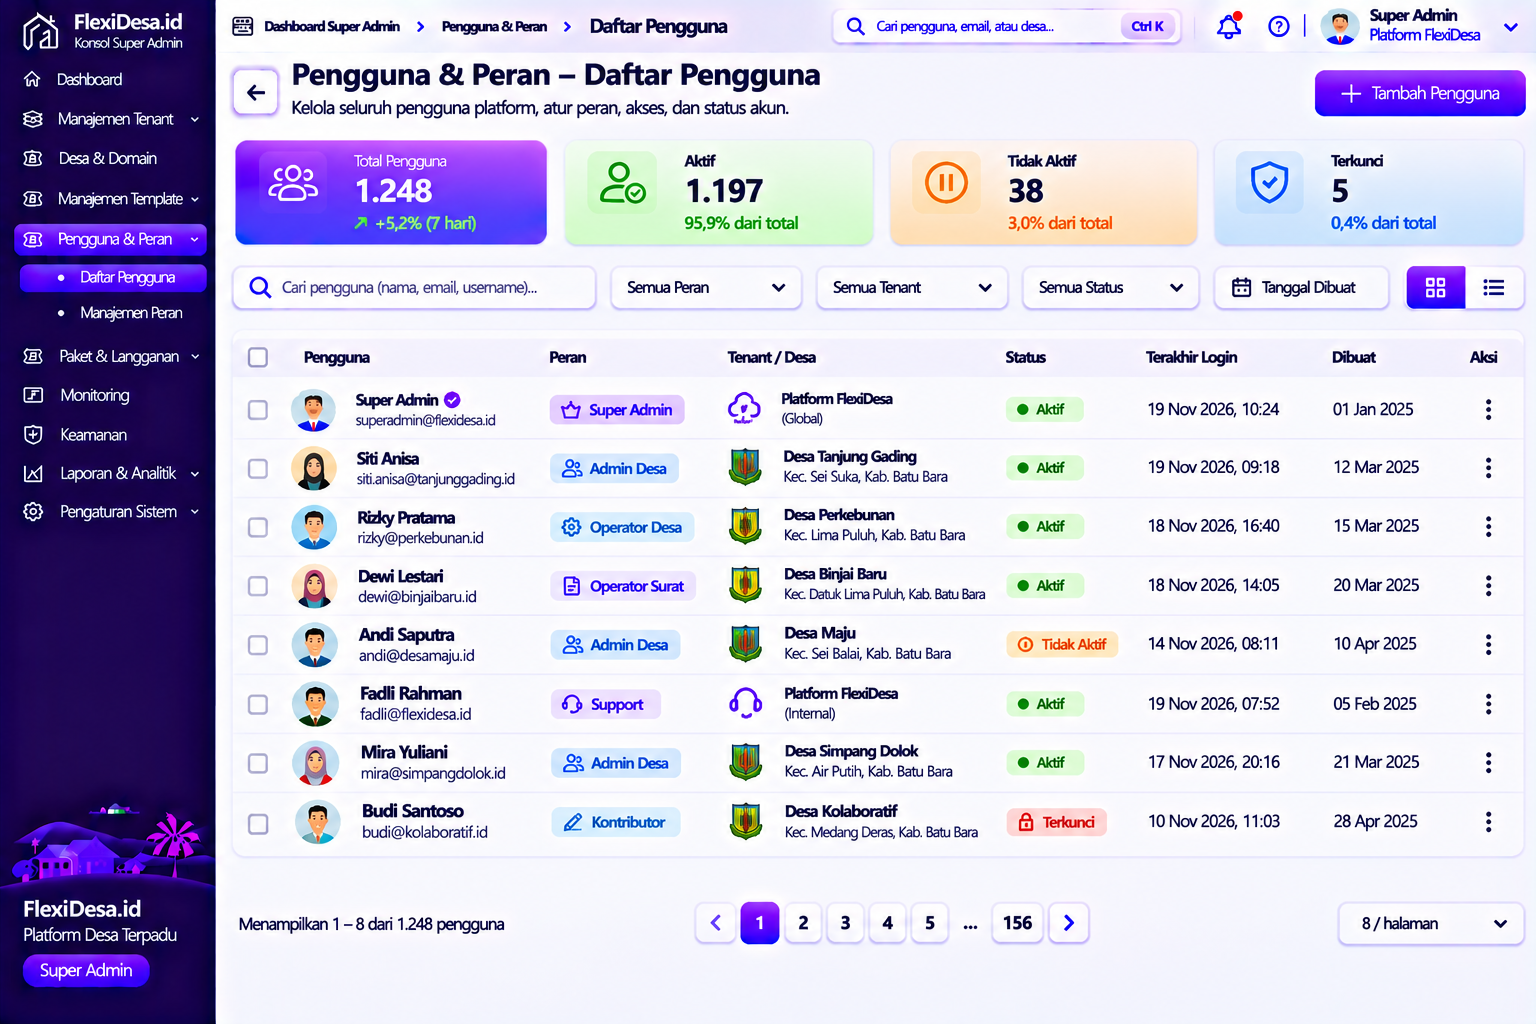 FlexiDesa.id
Konsol Super Admin
Dashboard
Manajemen Tenant
Desa & Domain
Manajemen Template
Pengguna & Peran
Daftar Pengguna
Manajemen Peran
Paket & Langganan
Monitoring
Keamanan
Laporan & Analitik
Pengaturan Sistem
FlexiDesa.id
Platform Desa Terpadu
Super Admin
Dashboard Super Admin > Pengguna & Peran > Daftar Pengguna
Cari pengguna, email, atau desa... Ctrl K
Super Admin
Platform FlexiDesa
Pengguna & Peran – Daftar Pengguna
Kelola seluruh pengguna platform, atur peran, akses, dan status akun.
+ Tambah Pengguna
Total Pengguna
1.248
+5,2% (7 hari)
Aktif
1.197
95,9% dari total
Tidak Aktif
38
3,0% dari total
Terkunci
5
0,4% dari total
Cari pengguna (nama, email, username)...
Semua Peran
Semua Tenant
Semua Status
Tanggal Dibuat
Pengguna Peran Tenant / Desa Status Terakhir Login Dibuat Aksi
Super Admin
superadmin@flexidesa.id
Super Admin
Platform FlexiDesa
(Global)
Aktif
19 Nov 2026, 10:24
01 Jan 2025
Siti Anisa
siti.anisa@tanjunggading.id
Admin Desa
Desa Tanjung Gading
Kec. Sei Suka, Kab. Batu Bara
Aktif
19 Nov 2026, 09:18
12 Mar 2025
Rizky Pratama
rizky@perkebunan.id
Operator Desa
Desa Perkebunan
Kec. Lima Puluh, Kab. Batu Bara
Aktif
18 Nov 2026, 16:40
15 Mar 2025
Dewi Lestari
dewi@binjaibaru.id
Operator Surat
Desa Binjai Baru
Kec. Datuk Lima Puluh, Kab. Batu Bara
Aktif
18 Nov 2026, 14:05
20 Mar 2025
Andi Saputra
andi@desamaju.id
Admin Desa
Desa Maju
Kec. Sei Balai, Kab. Batu Bara
Tidak Aktif
14 Nov 2026, 08:11
10 Apr 2025
Fadli Rahman
fadli@flexidesa.id
Support
Platform FlexiDesa
(Internal)
Aktif
19 Nov 2026, 07:52
05 Feb 2025
Mira Yuliani
mira@simpangdolok.id
Admin Desa
Desa Simpang Dolok
Kec. Air Putih, Kab. Batu Bara
Aktif
17 Nov 2026, 20:16
21 Mar 2025
Budi Santoso
budi@kolaboratif.id
Kontributor
Desa Kolaboratif
Kec. Medang Deras, Kab. Batu Bara
Terkunci
10 Nov 2026, 11:03
28 Apr 2025
Menampilkan 1 – 8 dari 1.248 pengguna
1 2 3 4 5 ... 156
8 / halaman